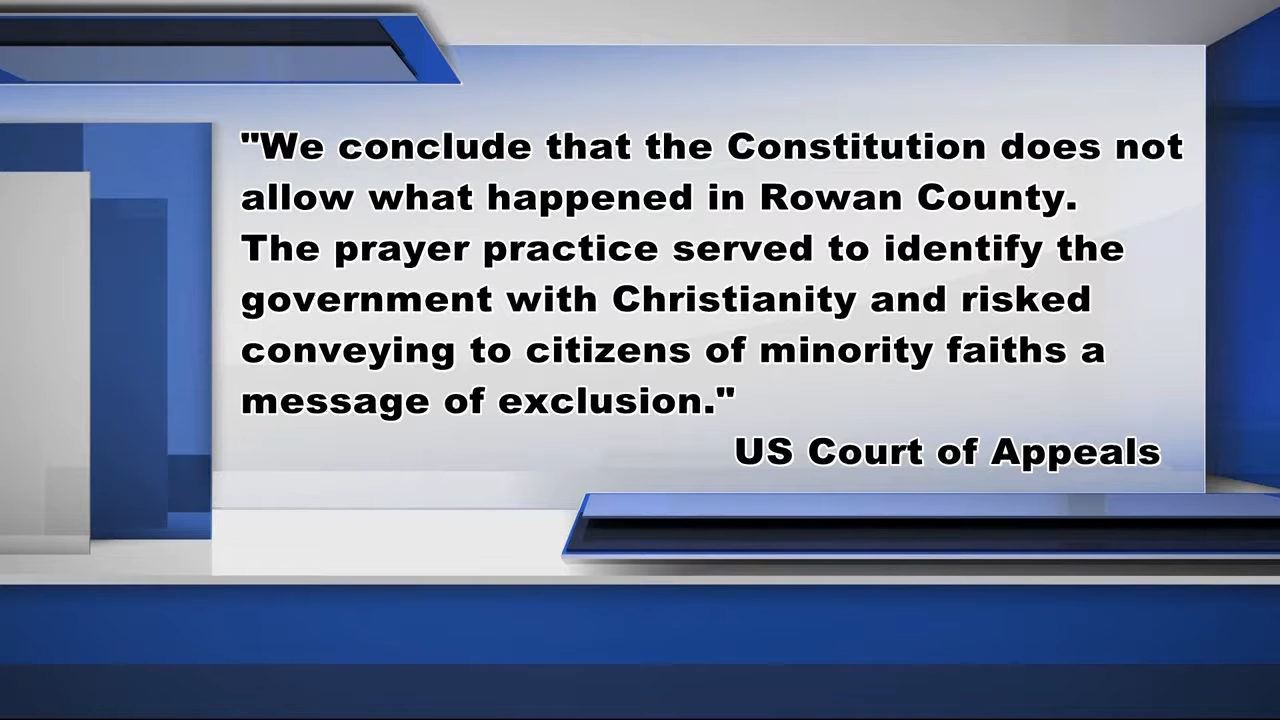 "We conclude that the Constitution does not
allow what happened in Rowan County.
The prayer practice served to identify the
government with Christianity and risked
conveying to citizens of minority faiths a
message of exclusion."
US Court of Appeals